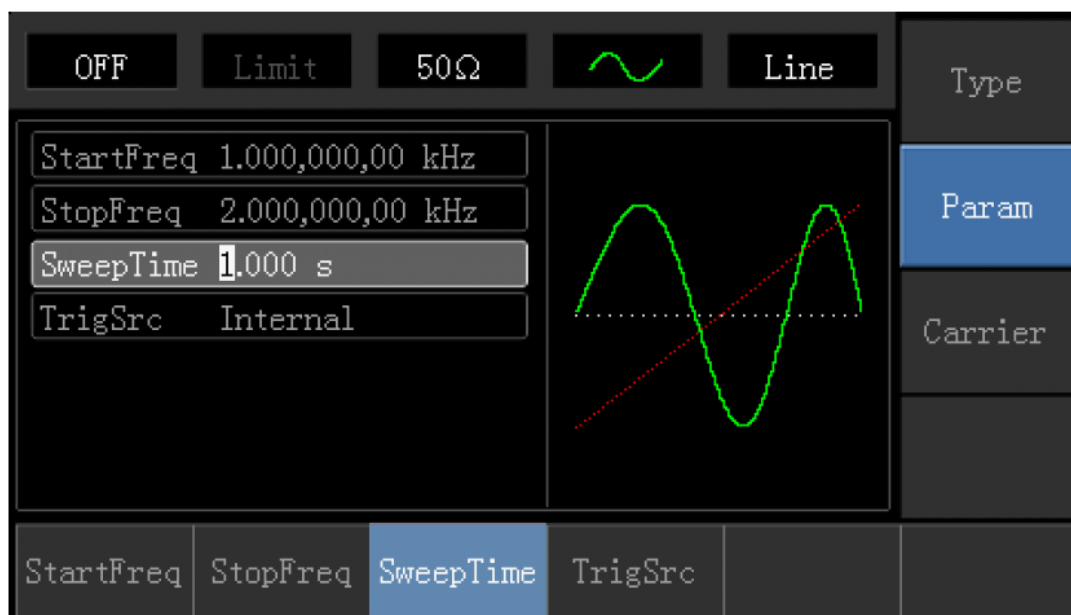 OFF Limit 50Ω Line
Type
StartFreq 1.000,000,00 kHz
StopFreq 2.000,000,00 kHz
Param
SweepTime 1.000 s
TrigSrc Internal
Carrier
StartFreq StopFreq SweepTime TrigSrc